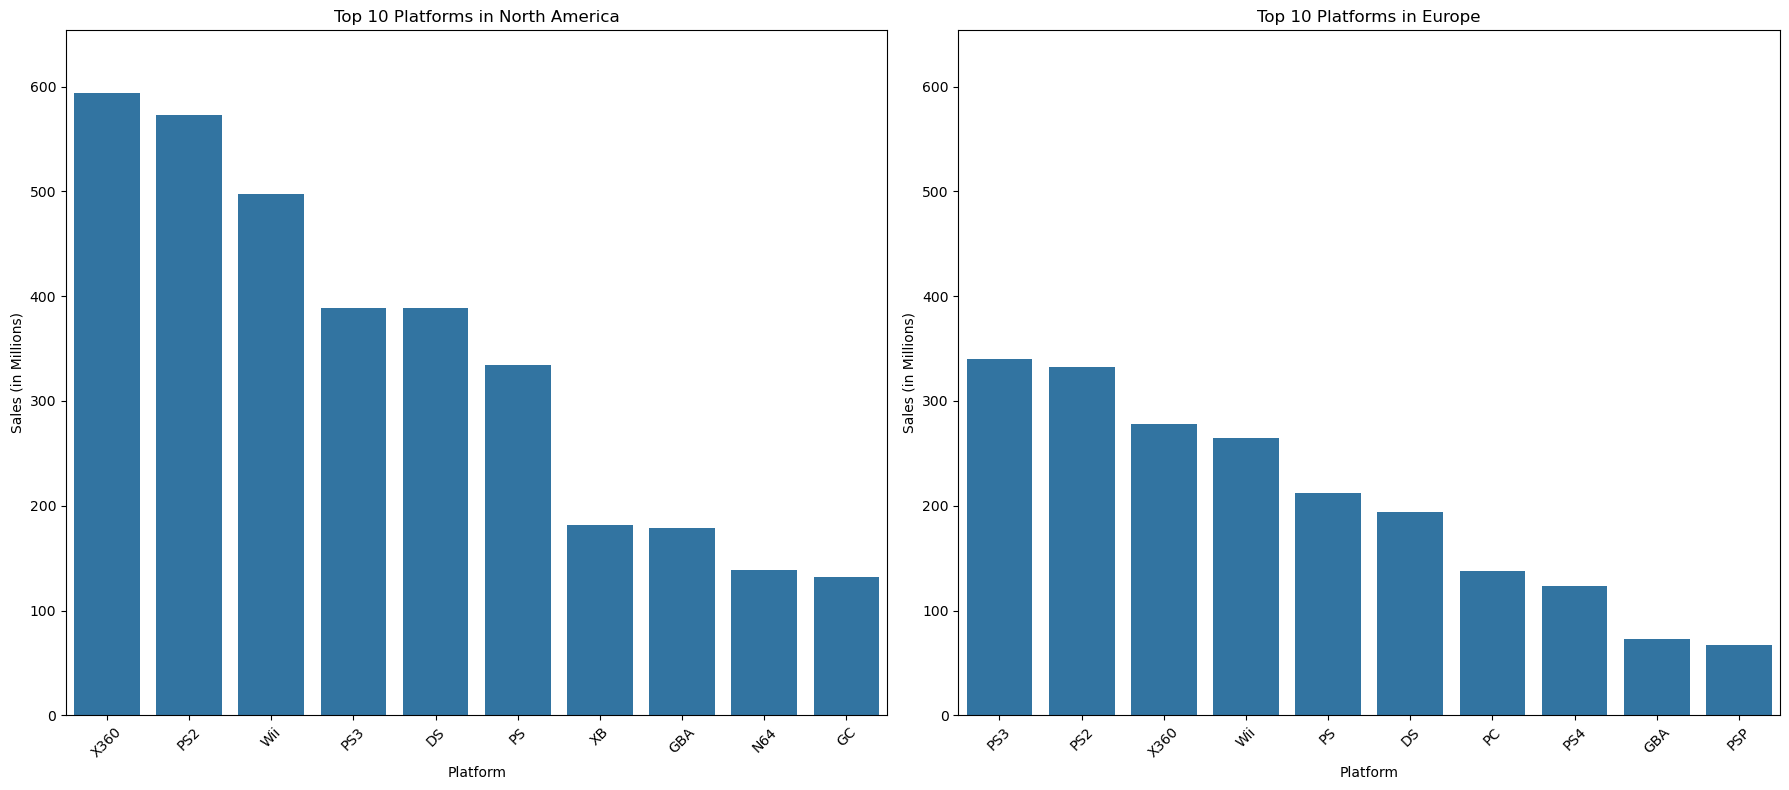 Top 10 Platforms in North America
600
500
400
300
200
100
0
Sales (in Millions)
X360 PS2 Wii PS3 DS PS XB GBA N64 GC
Platform
Top 10 Platforms in Europe
600
500
400
300
200
100
0
Sales (in Millions)
PS3 PS2 X360 Wii PS DS PC PS4 GBA PSP
Platform